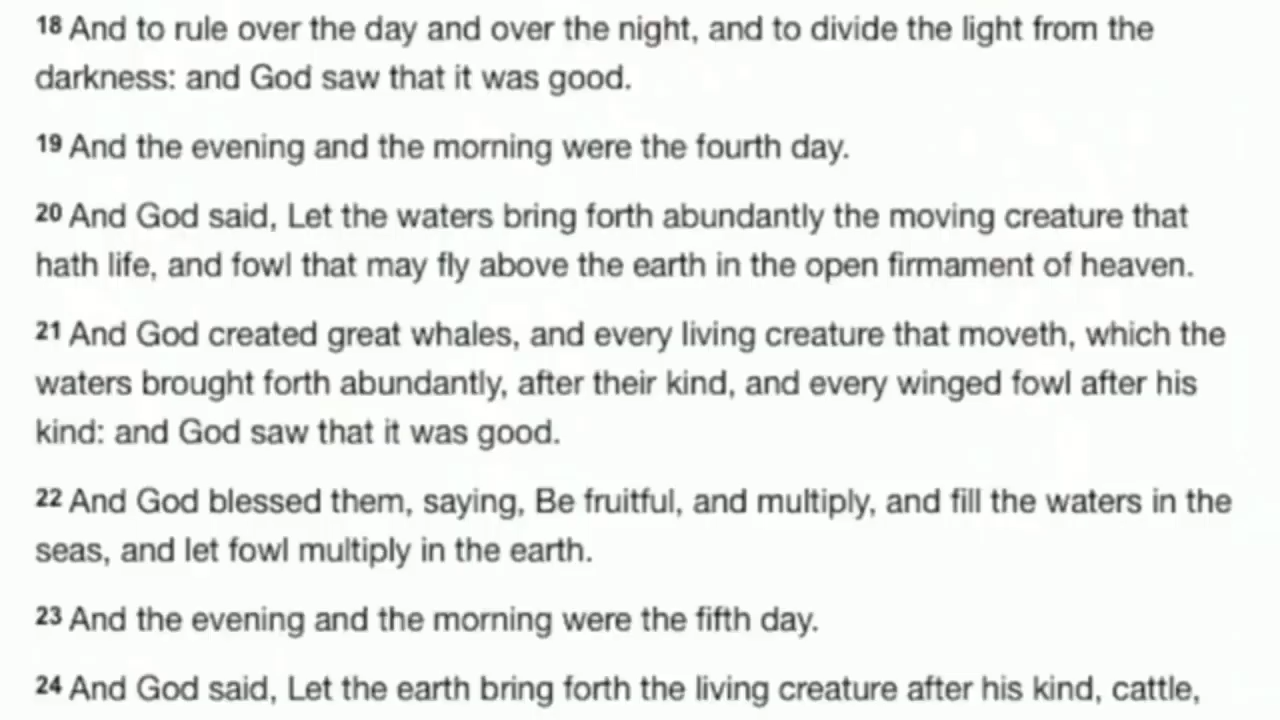 18 And to rule over the day and over the night, and to divide the light from the
darkness: and God saw that it was good.
19 And the evening and the morning were the fourth day.
20 And God said, Let the waters bring forth abundantly the moving creature that
hath life, and fowl that may fly above the earth in the open firmament of heaven.
21 And God created great whales, and every living creature that moveth, which the
waters brought forth abundantly, after their kind, and every winged fowl after his
kind: and God saw that it was good.
22 And God blessed them, saying, Be fruitful, and multiply, and fill the waters in the
seas, and let fowl multiply in the earth.
23 And the evening and the morning were the fifth day.
24 And God said, Let the earth bring forth the living creature after his kind, cattle,